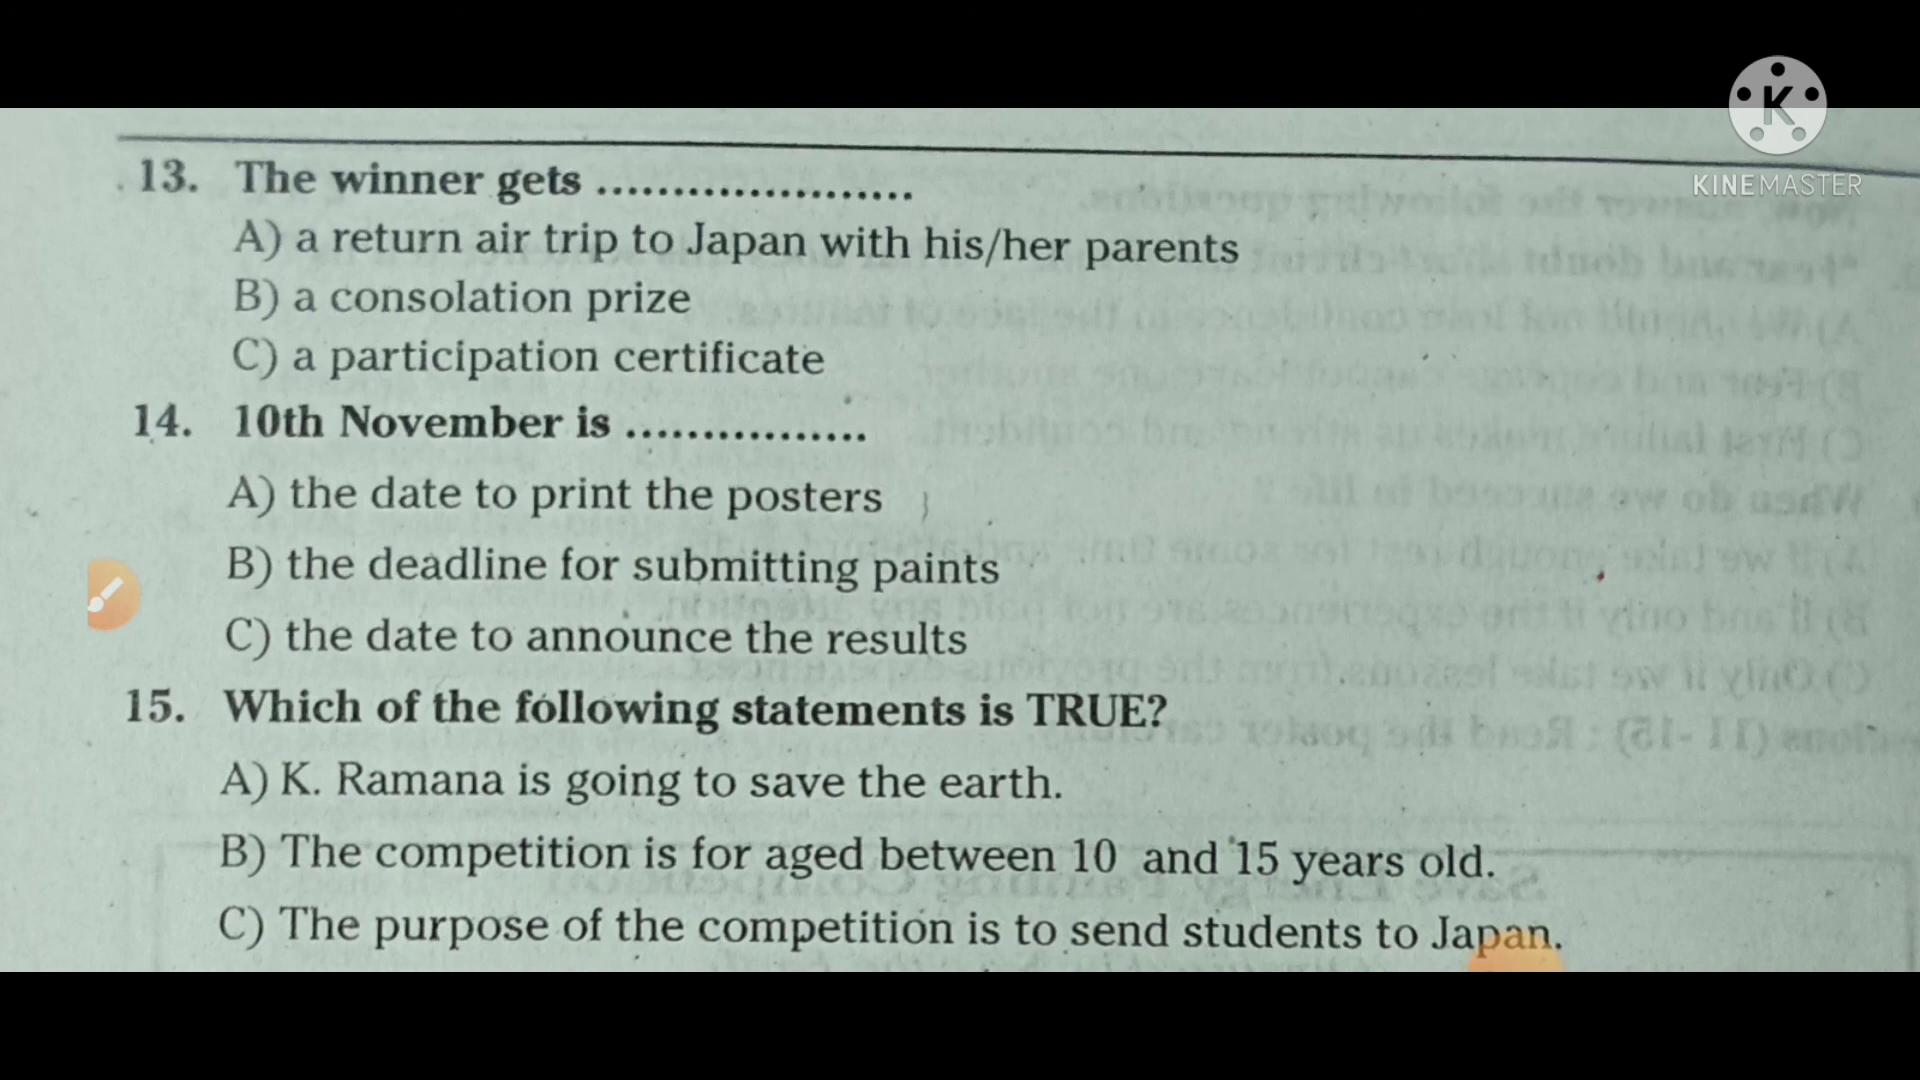 K
KINEMASTER
13. The winner gets .....................
A) a return air trip to Japan with his/her parents
B) a consolation prize
C) a participation certificate
14. 10th November is ................
A) the date to print the posters
B) the deadline for submitting paints
C) the date to announce the results
15. Which of the following statements is TRUE?
A) K. Ramana is going to save the earth.
B) The competition is for aged between 10 and 15 years old.
C) The purpose of the competition is to send students to Japan.